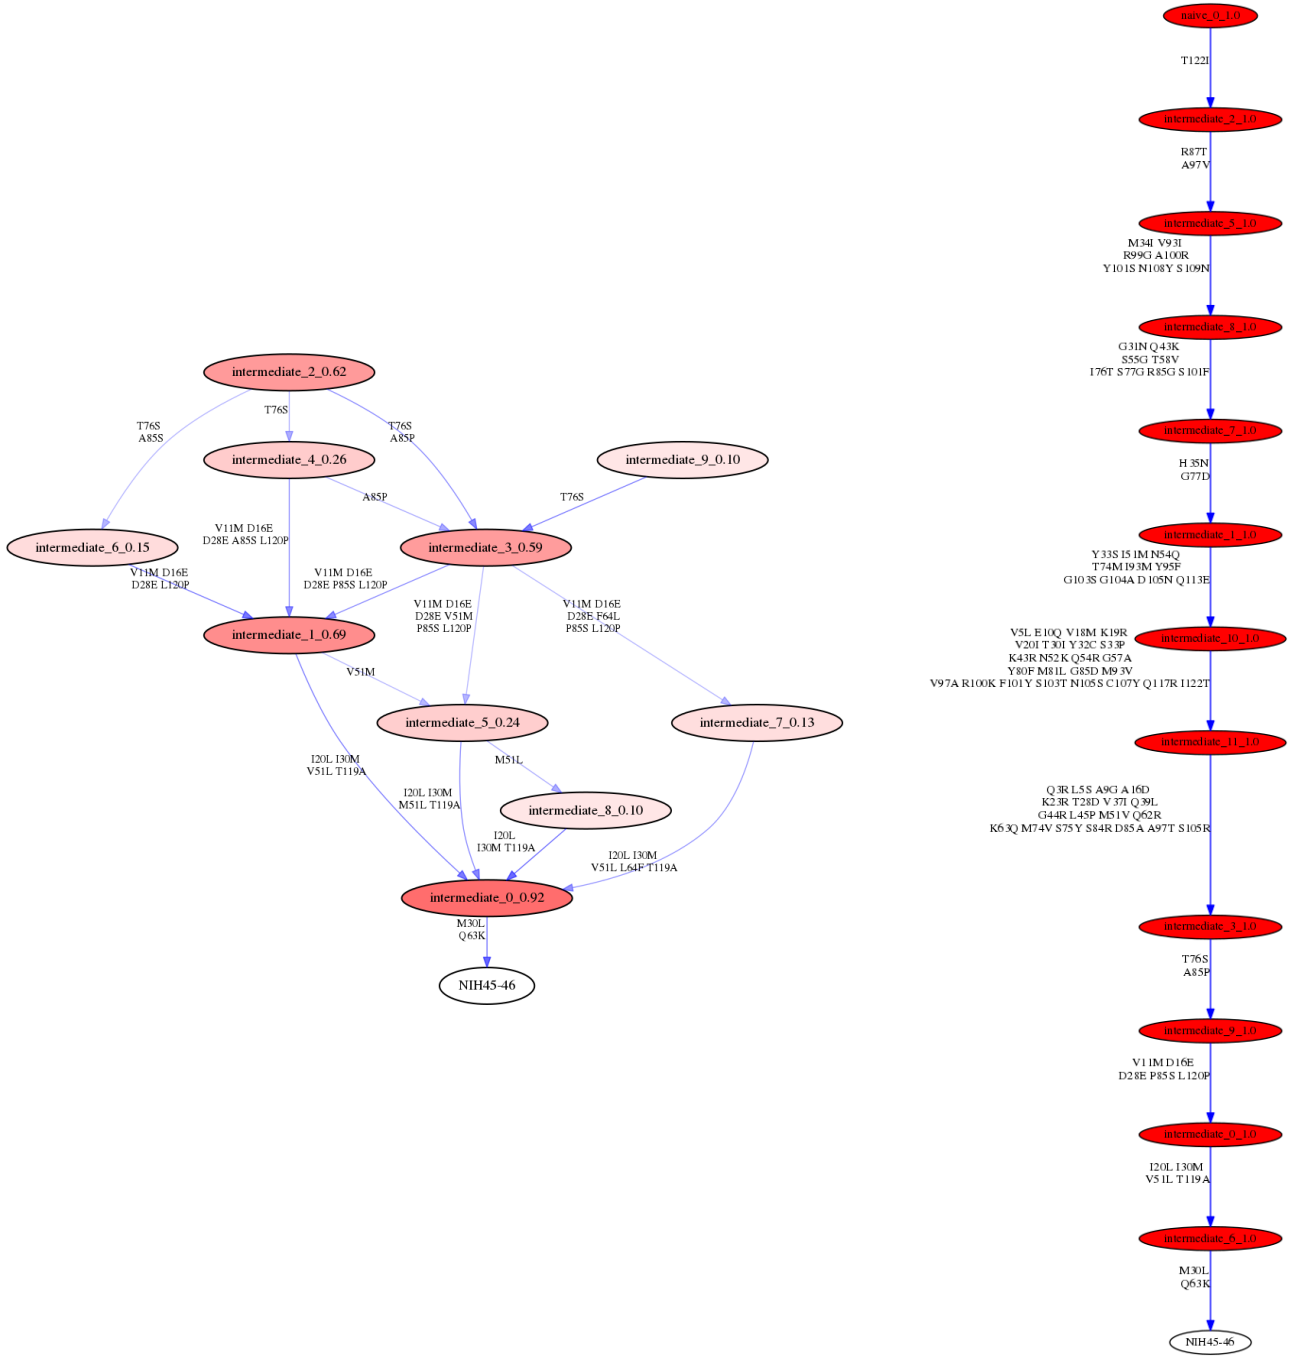 intermediate_2_0.62
T76S
A85S
T76S
T76S
A85P
intermediate_4_0.26
intermediate_9_0.10
A85P
T76S
V11M D16E
D28E A85S L120P
intermediate_6_0.15
intermediate_3_0.59
V11M D16E
D28E L120P
V11M D16E
D28E P85S L120P
V11M D16E
D28E V51M
P85S L120P
V11M D16E
D28E F64L
P85S L120P
intermediate_1_0.69
V51M
intermediate_5_0.24
intermediate_7_0.13
I20L I30M
V51L T119A
I20L I30M
M51L T119A
M51L
intermediate_8_0.10
I20L
I30M T119A
I20L I30M
V51L L64F T119A
intermediate_0_0.92
M30L
Q63K
NIH45-46
naive_0_1.0
T122I
intermediate_2_1.0
R87T
A97V
intermediate_5_1.0
M34I V93I
R99G A100R
Y101S N108Y S109N
intermediate_8_1.0
G31N Q43K
S55G T58V
I76T S77G R85G S101F
intermediate_7_1.0
H35N
G77D
intermediate_1_1.0
Y33S I51M N54Q
T74M I93M Y95F
G103S G104A D105N Q113E
intermediate_10_1.0
V5L E10Q V18M K19R
V20I T30I Y32C S33P
K43R N52K Q54R G57A
Y80F M81L G85D M93V
V97A R100K F101Y S103T N105S C107Y Q117R I122T
intermediate_11_1.0
Q3R L5S A9G A16D
K23R T28D V37I Q39L
G44R L45P M51V Q62R
K63Q M74V S75Y S84R D85A A97T S105R
intermediate_3_1.0
T76S
A85P
intermediate_9_1.0
V11M D16E
D28E P85S L120P
intermediate_0_1.0
I20L I30M
V51L T119A
intermediate_6_1.0
M30L
Q63K
NIH45-46